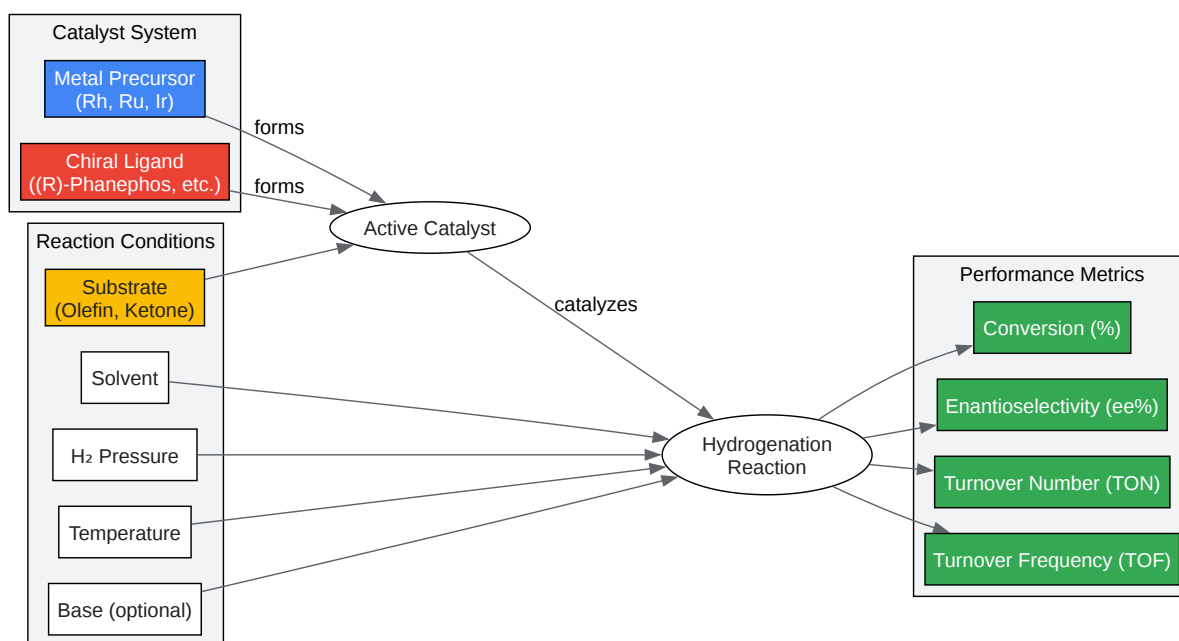 Catalyst System
Metal Precursor
(Rh, Ru, Ir)
forms
Chiral Ligand
((R)-Phanephos, etc.)
forms
Active Catalyst
Reaction Conditions
Substrate
(Olefin, Ketone)
Solvent
H₂ Pressure
Temperature
Base (optional)
catalyzes
Hydrogenation
Reaction
Performance Metrics
Conversion (%)
Enantioselectivity (ee%)
Turnover Number (TON)
Turnover Frequency (TOF)